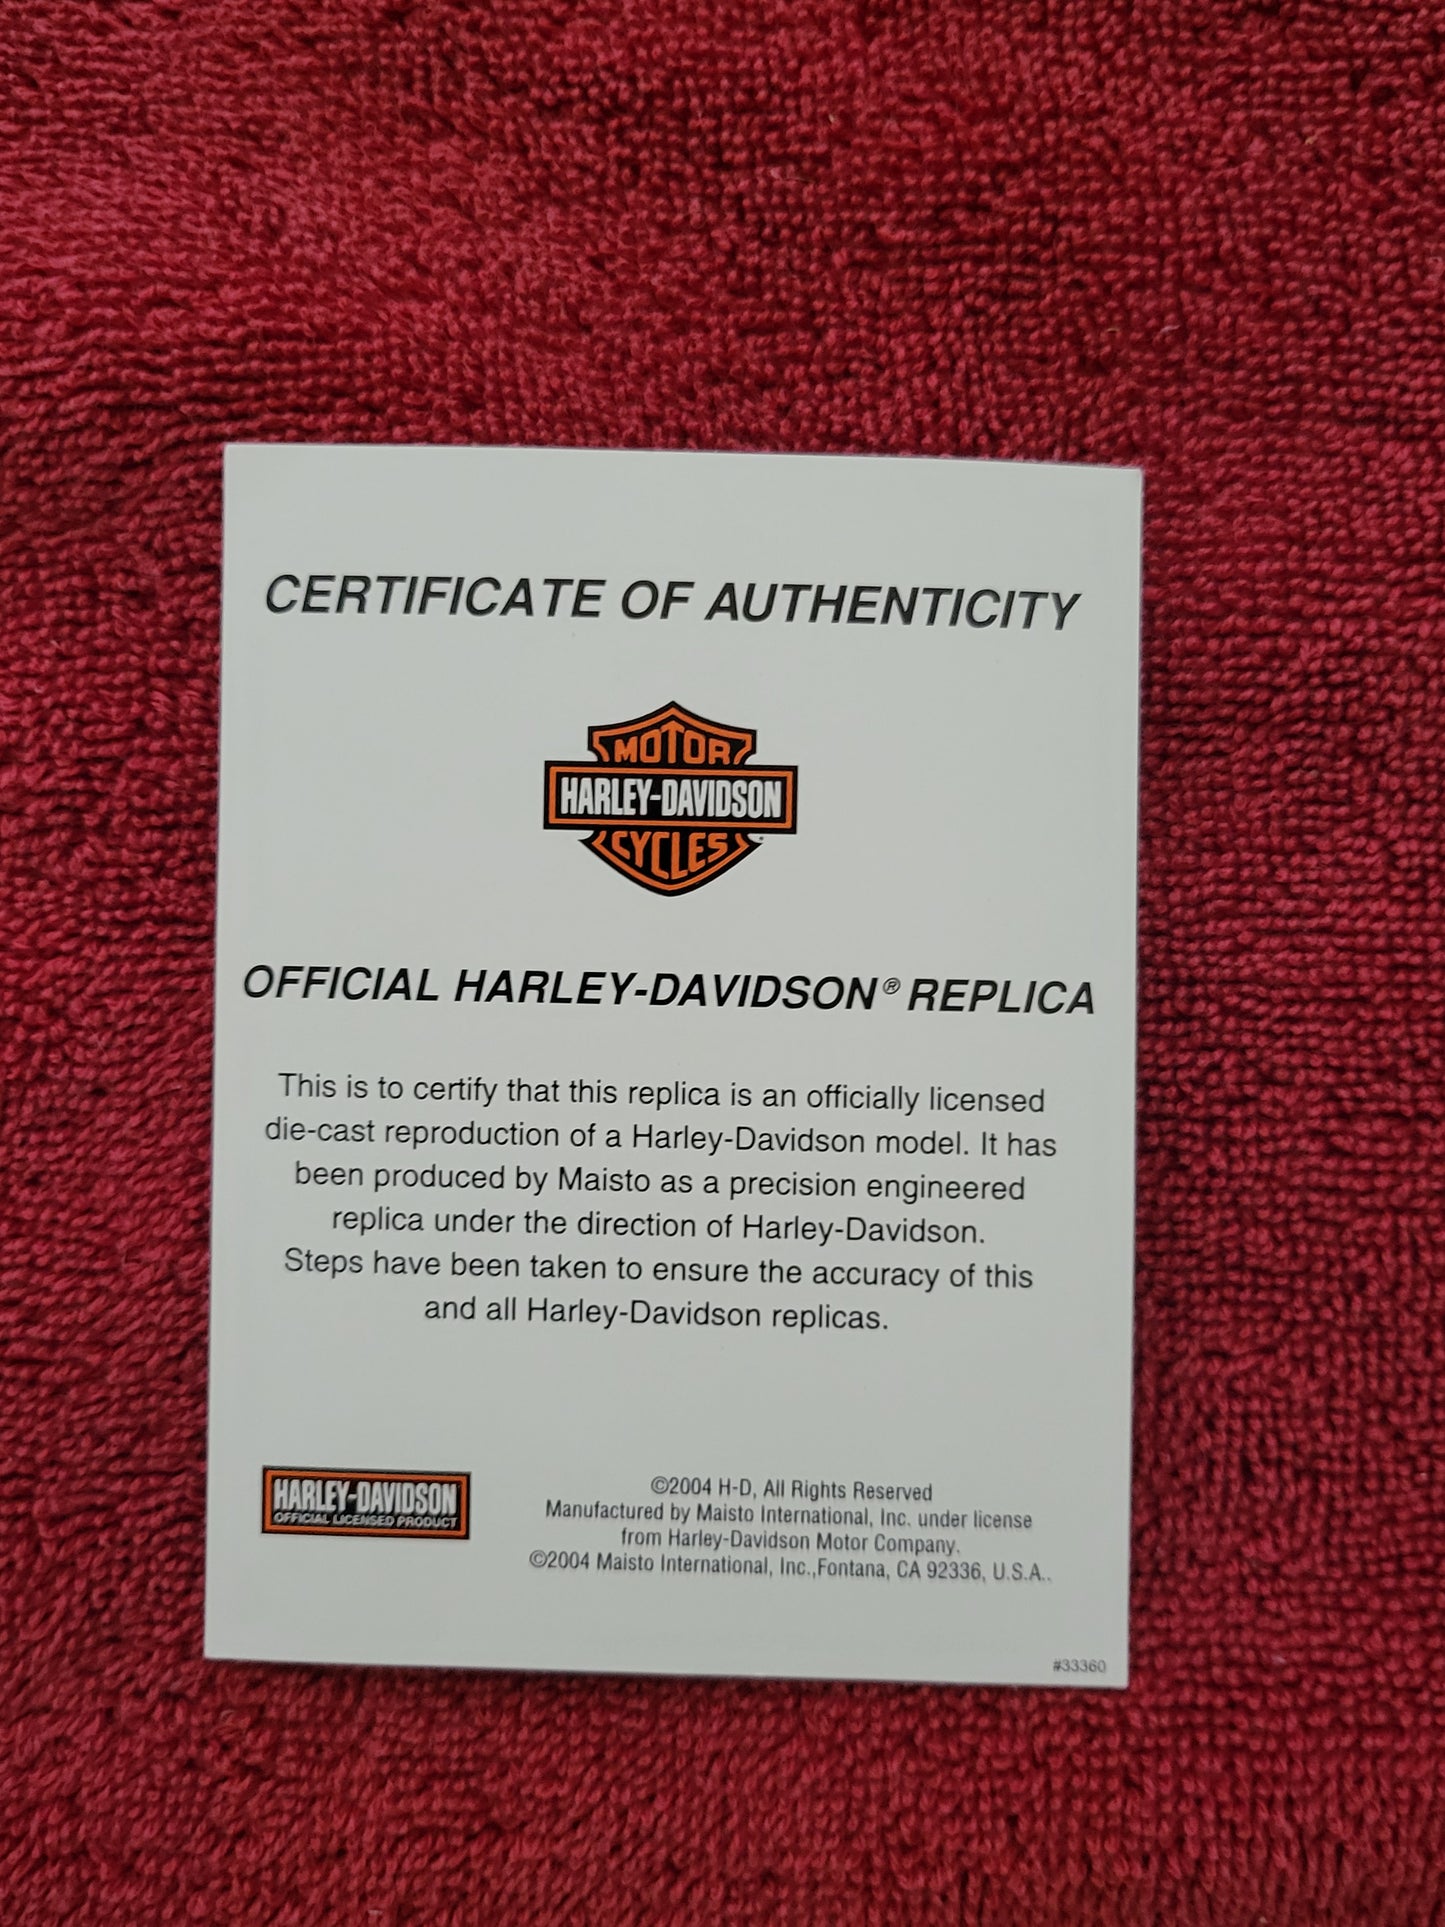 CERTIFICATE OF AUTHENTICITY
MOTOR
HARLEY-DAVIDSON
CYCLES
OFFICIAL HARLEY-DAVIDSON® REPLICA
This is to certify that this replica is an officially licensed
die-cast reproduction of a Harley-Davidson model. It has
been produced by Maisto as a precision engineered
replica under the direction of Harley-Davidson.
Steps have been taken to ensure the accuracy of this
and all Harley-Davidson replicas.
HARLEY-DAVIDSON
OFFICIAL LICENSED PRODUCT
©2004 H-D, All Rights Reserved
Manufactured by Maisto International, Inc. under license
from Harley-Davidson Motor Company.
©2004 Maisto International, Inc.,Fontana, CA 92336, U.S.A..
#33360